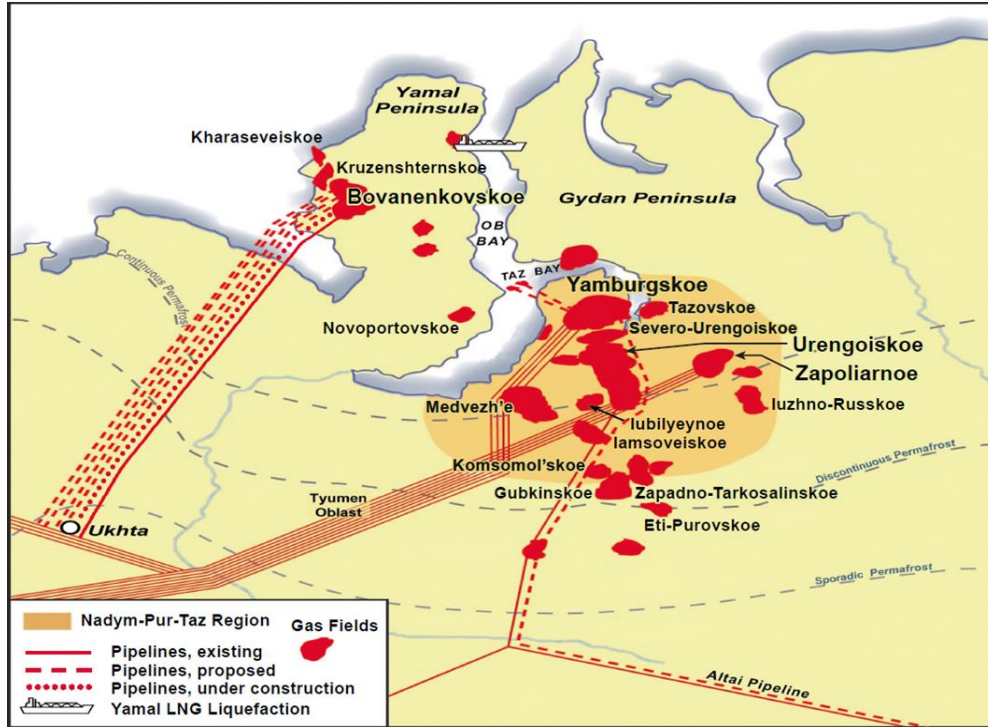 Yamal
Peninsula
Kharaseveiskoe
Kruzenshternskoe
Bovanenkovskoe
Gydan Peninsula
OB
BAY
Continuous Permafrost
TAZ BAY
Yamburgskoe
Tazovskoe
Novoportovskoe
Severo-Urengoiskoe
Urengoiskoe
Zapoliarnoe
Medvezh'e
Iuzhno-Russkoe
Iubilyeynoe
Iamsoveiskoe
Komsomol'skoe
Discontinuous Permafrost
Gubkinskoe
Zapadno-Tarkosalinskoe
Tyumen
Oblast
Eti-Purovskoe
Ukhta
Sporadic Permafrost
Nadym-Pur-Taz Region
Gas Fields
Pipelines, existing
Pipelines, proposed
Pipelines, under construction
Yamal LNG Liquefaction
Altai Pipeline